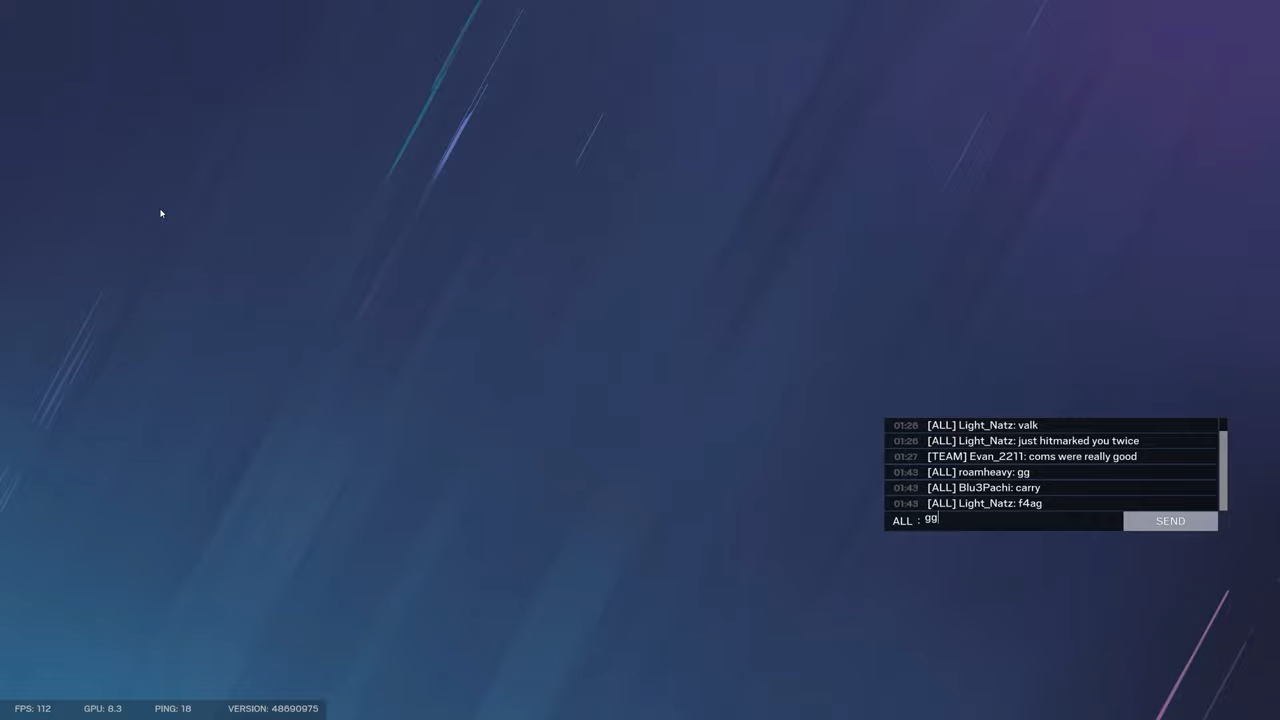 01:26 [ALL] Light_Natz: valk
01:26 [ALL] Light_Natz: just hitmarked you twice
01:27 [TEAM] Evan_2211: coms were really good
01:43 [ALL] roamheavy: gg
01:43 [ALL] Blu3Pachi: carry
01:43 [ALL] Light_Natz: f4ag
ALL : gg SEND
FPS: 112 GPU: 8.3 PING: 18 VERSION: 48690975